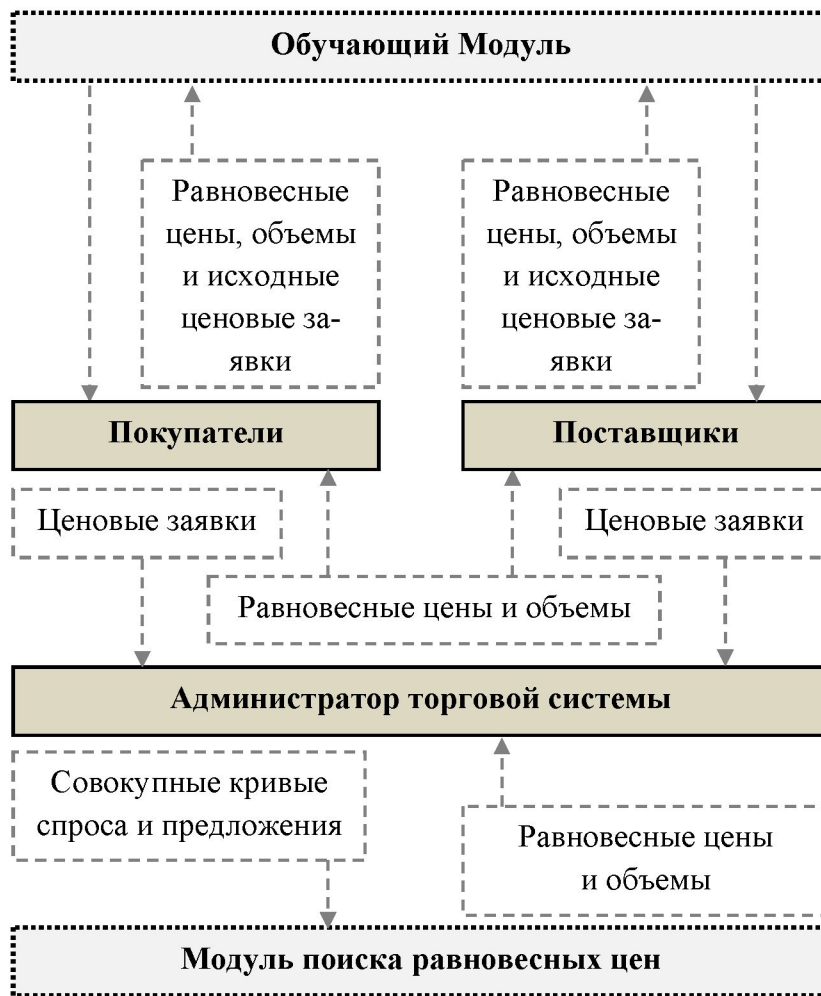 Обучающий Модуль
Равновесные
цены, объемы
и исходные
ценовые за-
явки
Равновесные
цены, объемы
и исходные
ценовые за-
явки
Покупатели
Поставщики
Ценовые заявки
Ценовые заявки
Равновесные цены и объемы
Администратор торговой системы
Совокупные кривые
спроса и предложения
Равновесные цены
и объемы
Модуль поиска равновесных цен